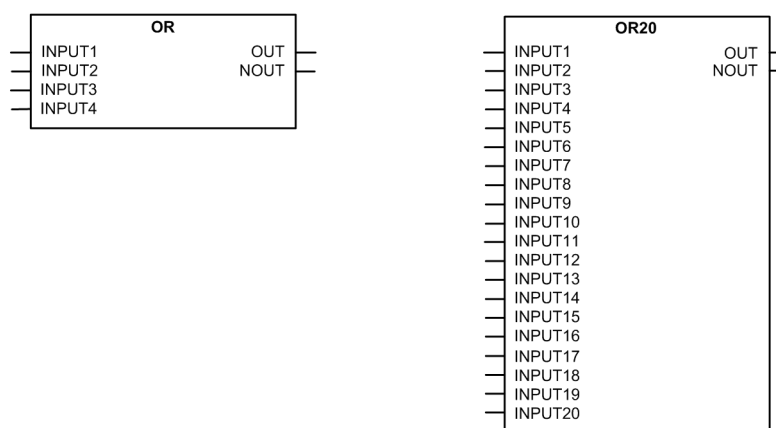 OR
INPUT1 OUT
INPUT2 NOUT
INPUT3
INPUT4
OR20
INPUT1 OUT
INPUT2 NOUT
INPUT3
INPUT4
INPUT5
INPUT6
INPUT7
INPUT8
INPUT9
INPUT10
INPUT11
INPUT12
INPUT13
INPUT14
INPUT15
INPUT16
INPUT17
INPUT18
INPUT19
INPUT20